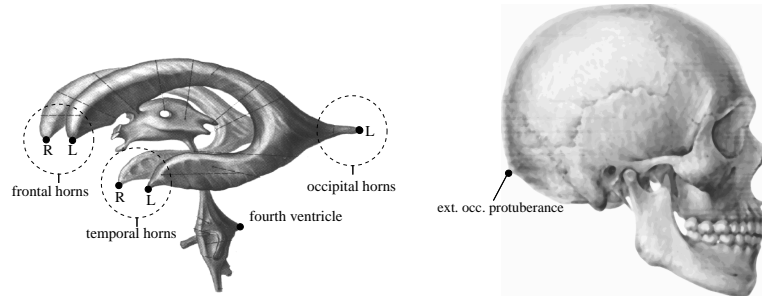 R
L
frontal horns
R
L
temporal horns
L
occipital horns
fourth ventricle
ext. occ. protuberance